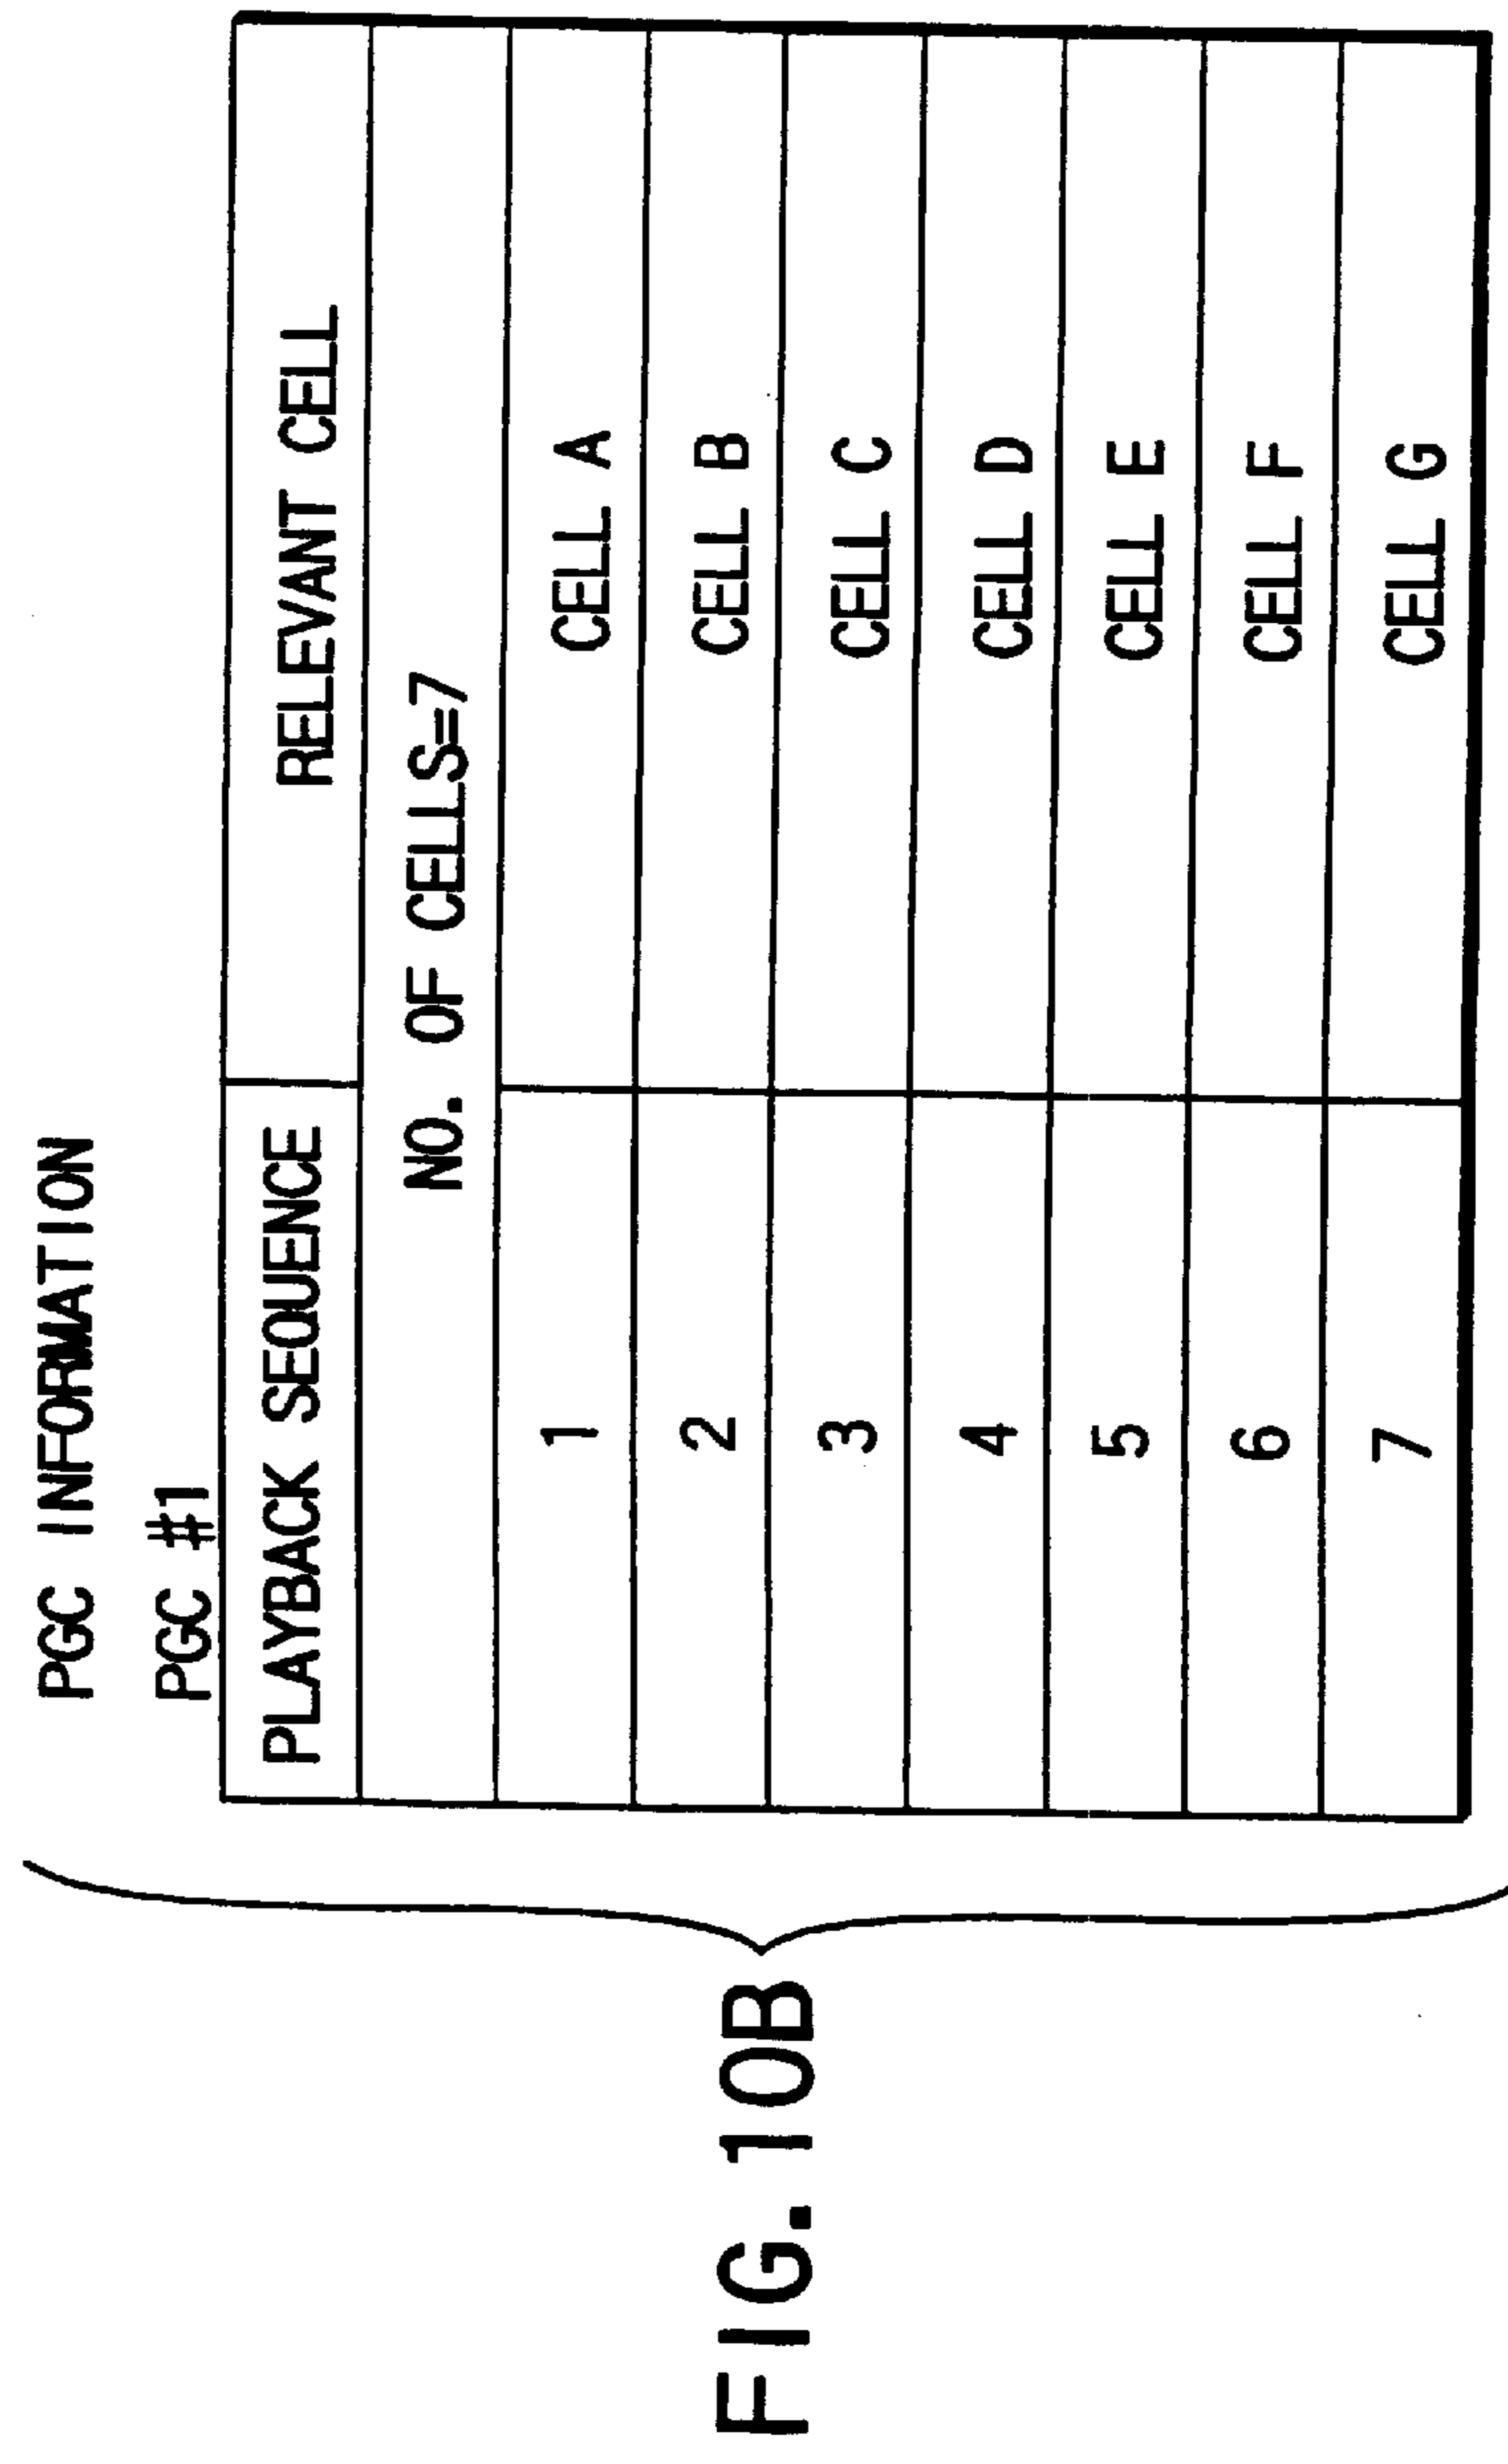 PGC INFORMATION
PGC #1
PLAYBACK SEQUENCE RELEVANT CELL
NO. OF CELLS=7
1 CELL A
2 CELL B
3 CELL C
4 CELL D
5 CELL E
6 CELL F
7 CELL G
FIG. 10B